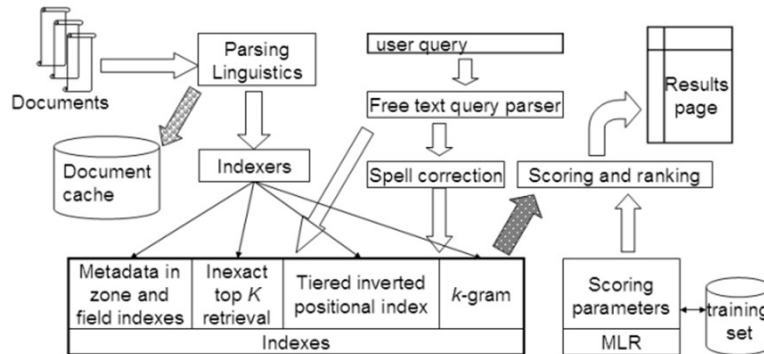 Documents
Parsing
Linguistics
user query
Results
page
Free text query parser
Document
cache
Indexers
Spell correction
Scoring and ranking
Metadata in
zone and
field indexes
Inexact
top K
retrieval
Tiered inverted
positional index
k-gram
Indexes
Scoring
parameters
MLR
training
set